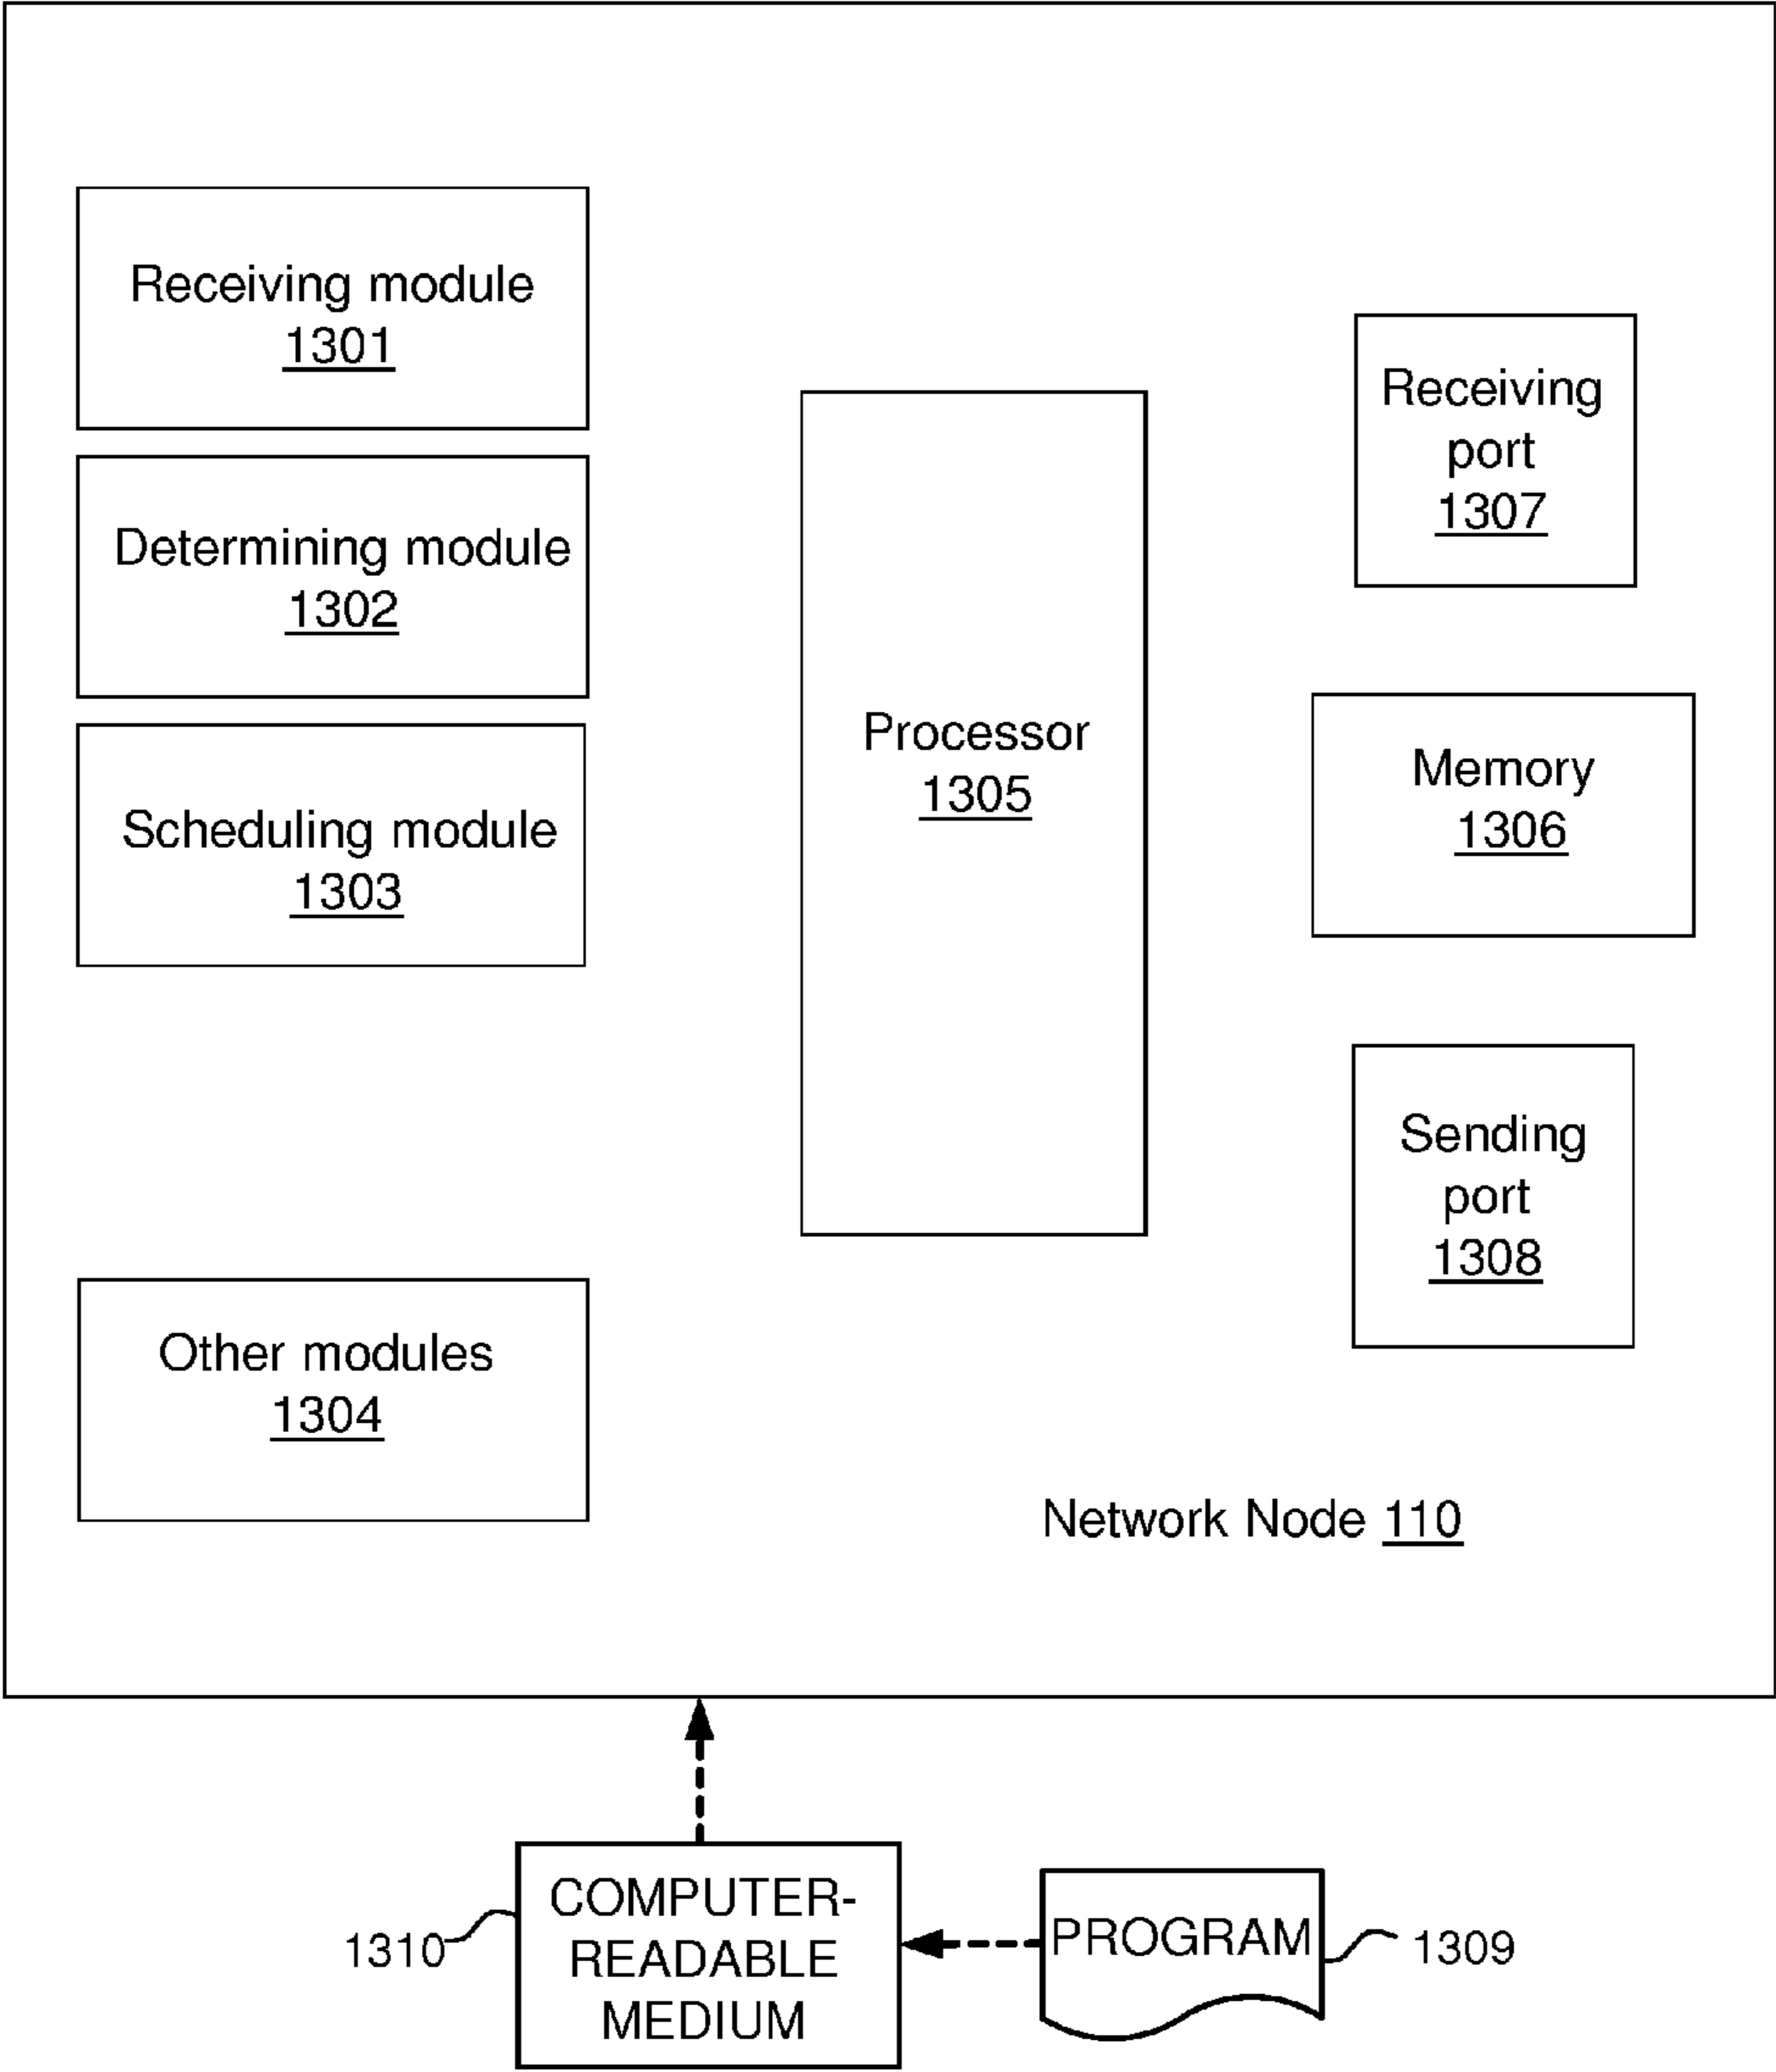 Receiving module
1301
Determining module
1302
Scheduling module
1303
Other modules
1304
Processor
1305
Receiving
port
1307
Memory
1306
Sending
port
1308
Network Node 110
1310
COMPUTER-
READABLE
MEDIUM
PROGRAM
1309